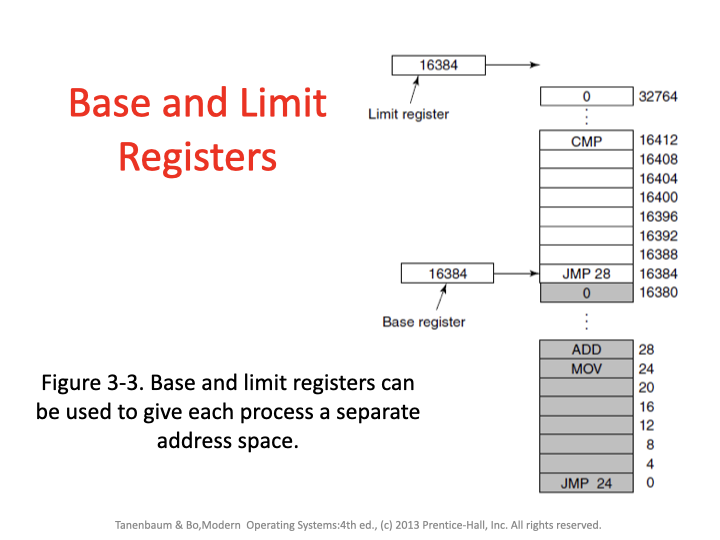 Base and Limit
Registers
16384
Limit register
0 32764
CMP 16412
16408
16404
16400
16396
16392
16388
16384
JMP 28 16384
0 16380
Base register
ADD 28
MOV 24
20
16
12
8
4
JMP 24 0
Figure 3-3. Base and limit registers can
be used to give each process a separate
address space.
Tanenbaum & Bo,Modern Operating Systems:4th ed., (c) 2013 Prentice-Hall, Inc. All rights reserved.